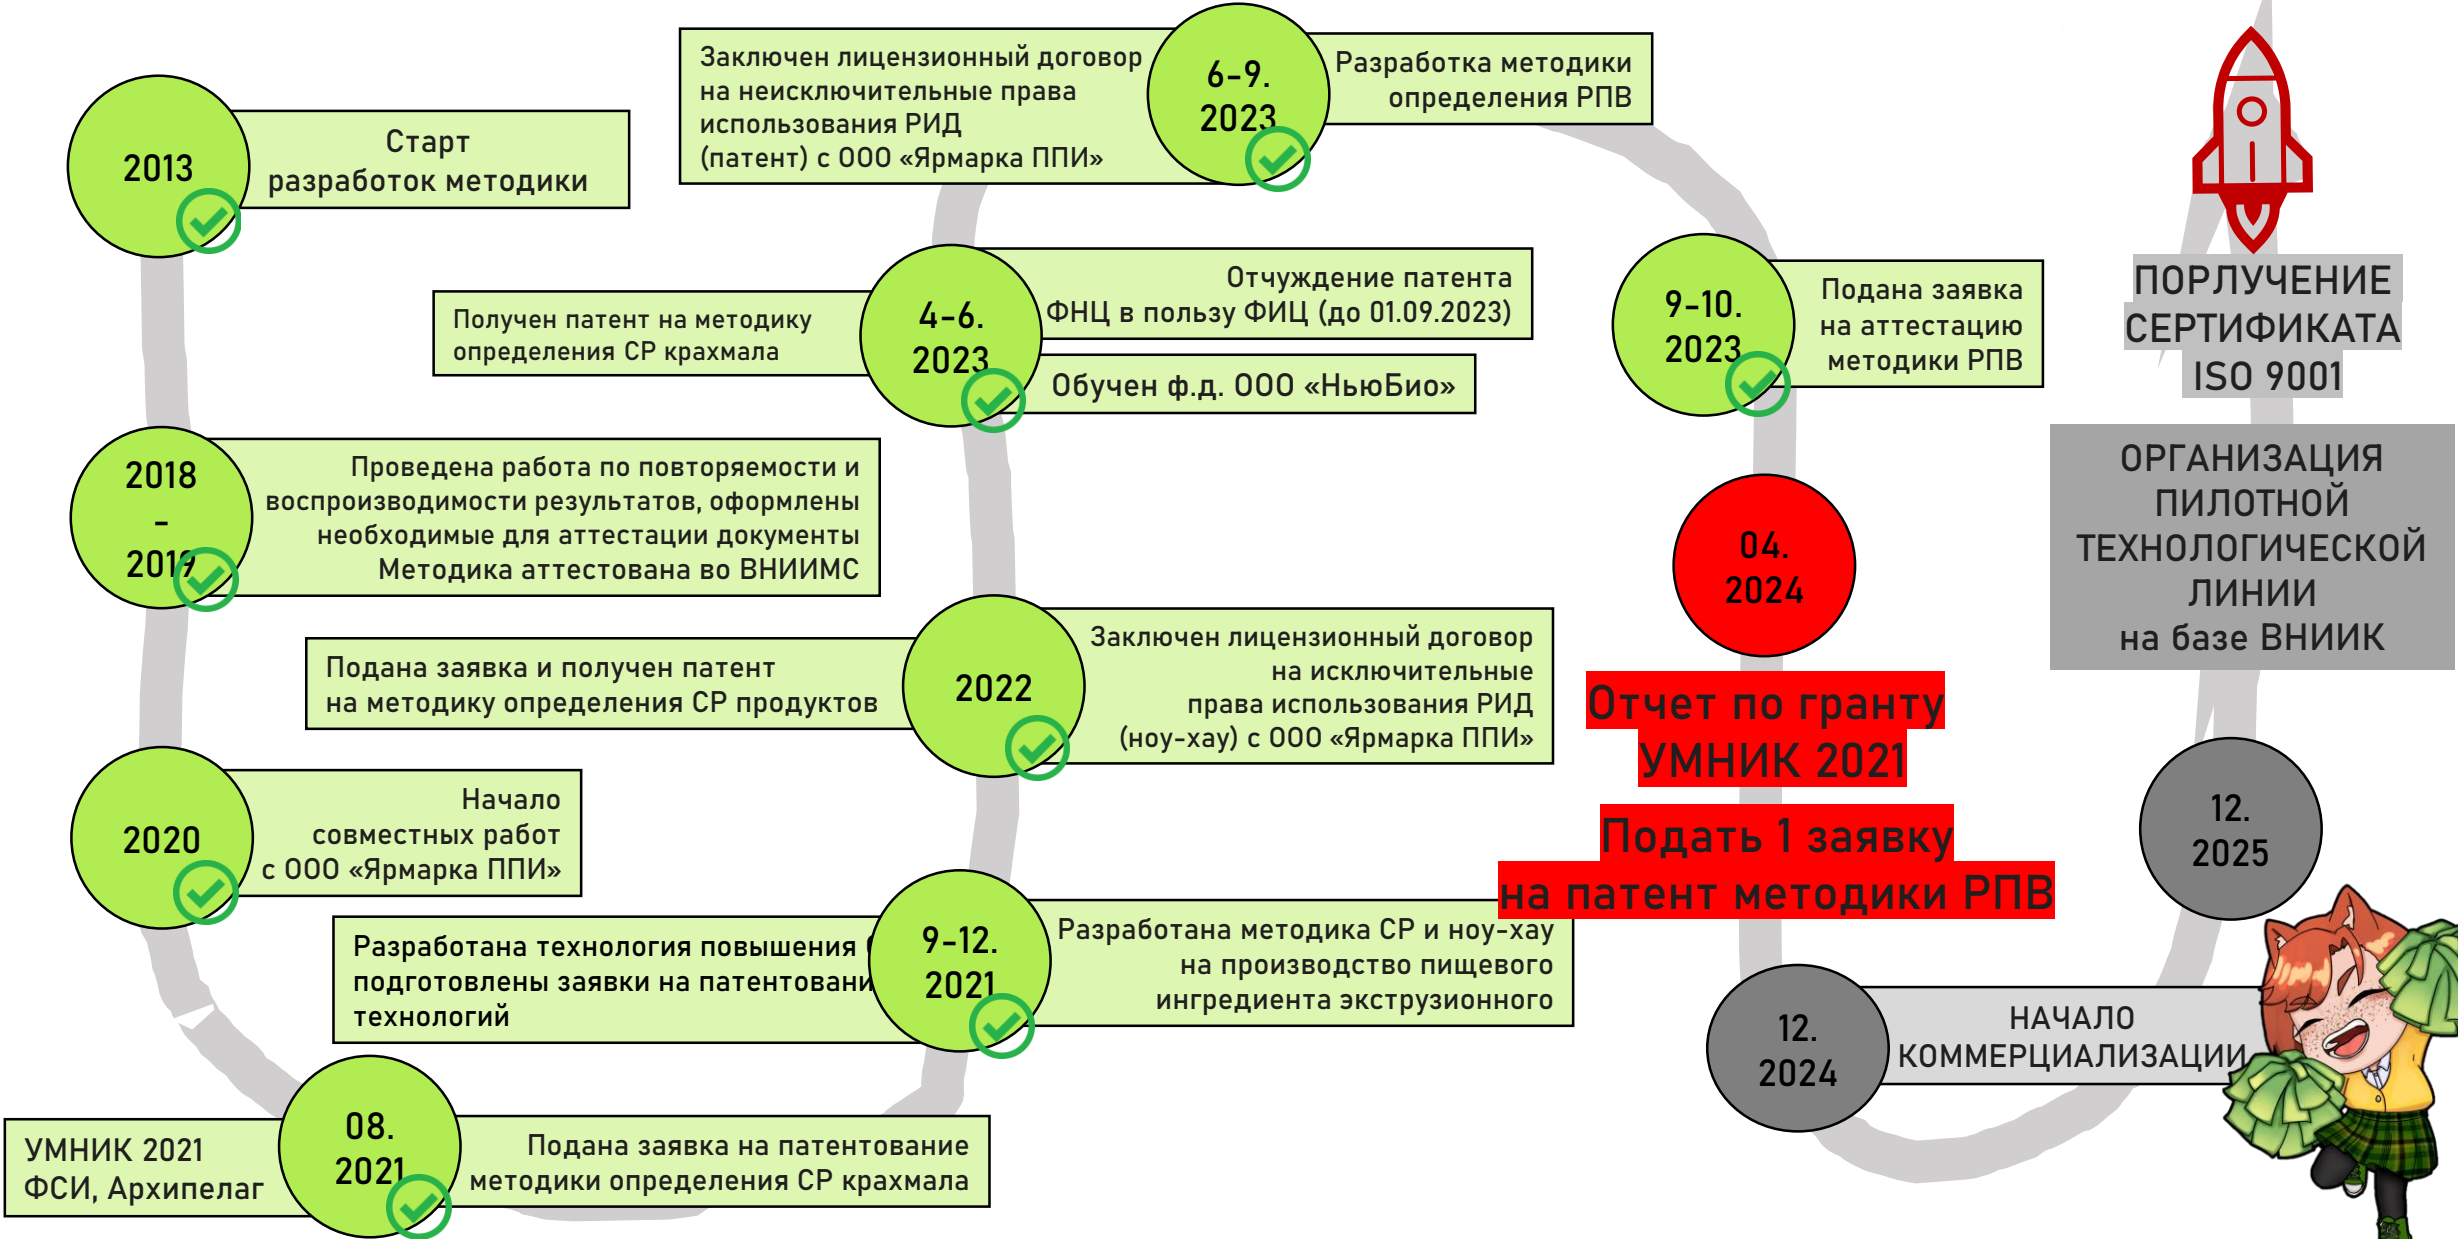 2013
Старт
разработок методики
2018
-
2019
Проведена работа по повторяемости и
воспроизводимости результатов, оформлены
необходимые для аттестации документы
Методика аттестована во ВНИИМС
2020
Начало
совместных работ
с ООО «Ярмарка ППИ»
УМНИК 2021
ФСИ, Архипелаг
08.
2021
Подана заявка на патентование
методики определения СР крахмала
Разработана технология повышения
подготовлены заявки на патентовани
технологий
9-12.
2021
Разработана методика СР и ноу-хау
на производство пищевого
ингредиента экструзионного
Подана заявка и получен патент
на методику определения СР продуктов
2022
Заключен лицензионный договор
на исключительные
права использования РИД
(ноу-хау) с ООО «Ярмарка ППИ»
Получен патент на методику
определения СР крахмала
4-6.
2023
Отчуждение патента
ФНЦ в пользу ФИЦ (до 01.09.2023)
Обучен ф.д. ООО «НьюБио»
Заключен лицензионный договор
на неисключительные права
использования РИД
(патент) с ООО «Ярмарка ППИ»
6-9.
2023
Разработка методики
определения РПВ
9-10.
2023
Подана заявка
на аттестацию
методики РПВ
04.
2024
Отчет по гранту
УМНИК 2021
Подать 1 заявку
на патент методики РПВ
12.
2024
НАЧАЛО
КОММЕРЦИАЛИЗАЦИИ
12.
2025
ОРГАНИЗАЦИЯ
ПИЛОТНОЙ
ТЕХНОЛОГИЧЕСКОЙ
ЛИНИИ
на базе ВНИИК
ПОРЛУЧЕНИЕ
СЕРТИФИКАТА
ISO 9001